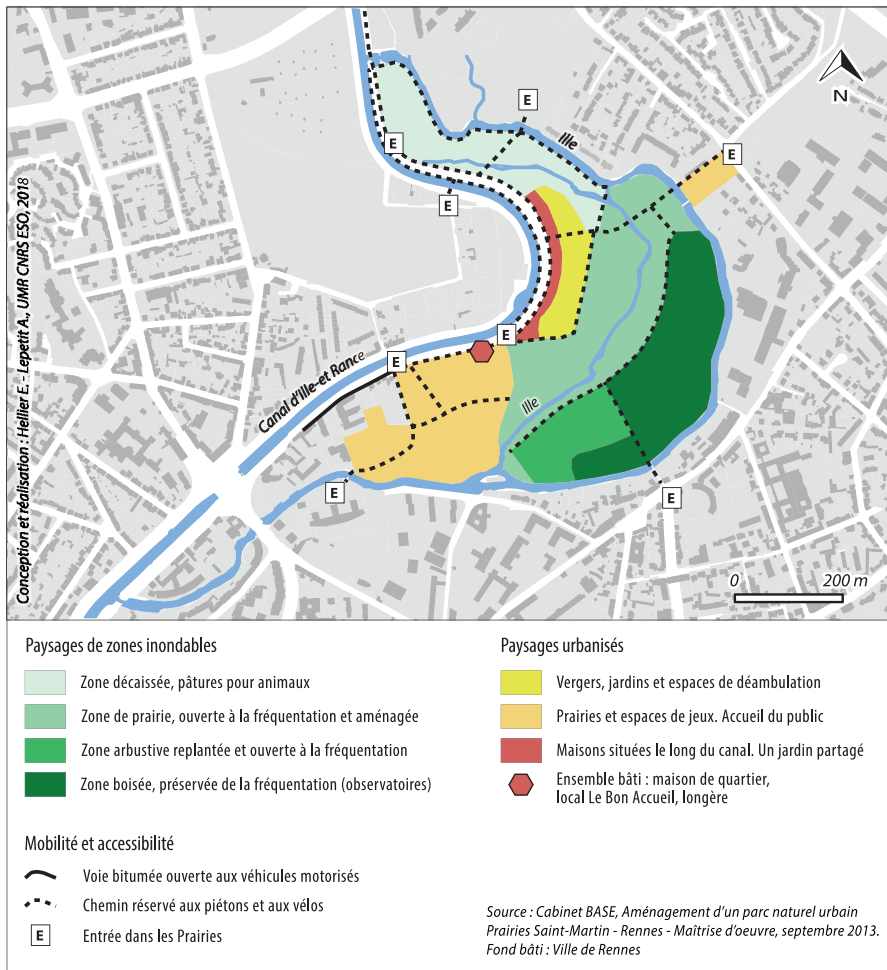 E
E
E
E
E
E
E
E
N
Ille
Ille
Canal d'Ille-et Rance
0 200 m
Conception et réalisation : Hellier E. - Lepetit A., UMR CNRS ESO, 2018
Paysages de zones inondables
Zone décaissée, pâtures pour animaux
Zone de prairie, ouverte à la fréquentation et aménagée
Zone arbustive replantée et ouverte à la fréquentation
Zone boisée, préservée de la fréquentation (observatoires)
Paysages urbanisés
Vergers, jardins et espaces de déambulation
Prairies et espaces de jeux. Accueil du public
Maisons situées le long du canal. Un jardin partagé
Ensemble bâti : maison de quartier,
local Le Bon Accueil, longère
Mobilité et accessibilité
Voie bitumée ouverte aux véhicules motorisés
Chemin réservé aux piétons et aux vélos
E Entrée dans les Prairies
Source : Cabinet BASE, Aménagement d'un parc naturel urbain
Prairies Saint-Martin - Rennes - Maîtrise d'oeuvre, septembre 2013.
Fond bâti : Ville de Rennes